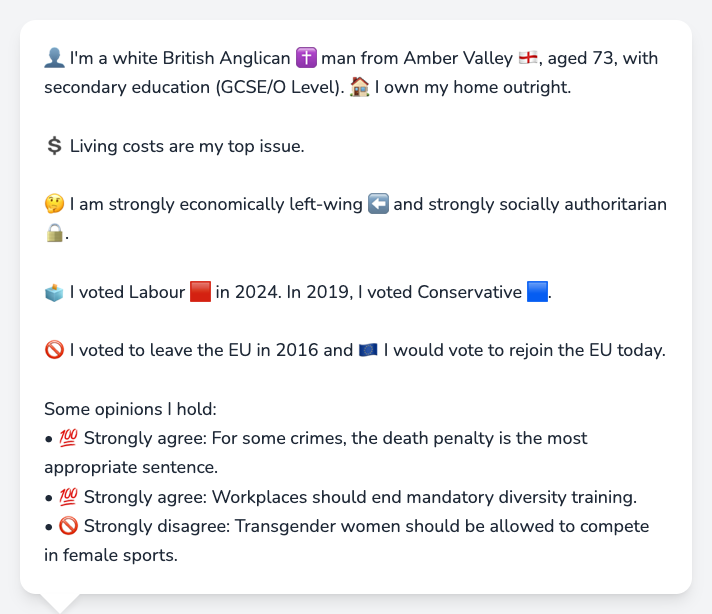 👤 I'm a white British Anglican ✝️ man from Amber Valley 🏴󠁧󠁢󠁥󠁮󠁧󠁿, aged 73, with
secondary education (GCSE/O Level). 🏠 I own my home outright.
💲 Living costs are my top issue.
🤔 I am strongly economically left-wing ⬅️ and strongly socially authoritarian
🔒.
🗳️ I voted Labour 🟥 in 2024. In 2019, I voted Conservative 🟦.
🚫 I voted to leave the EU in 2016 and 🇪🇺 I would vote to rejoin the EU today.
Some opinions I hold:
• 💯 Strongly agree: For some crimes, the death penalty is the most
appropriate sentence.
• 💯 Strongly agree: Workplaces should end mandatory diversity training.
• 🚫 Strongly disagree: Transgender women should be allowed to compete
in female sports.